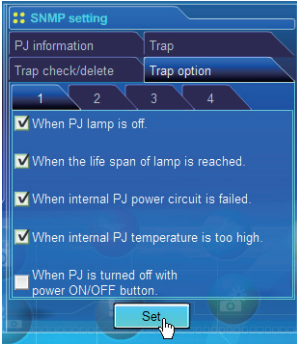 SNMP setting
PJ information Trap
Trap check/delete Trap option
1 2 3 4
When PJ lamp is off.
When the life span of lamp is reached.
When internal PJ power circuit is failed.
When internal PJ temperature is too high.
When PJ is turned off with
power ON/OFF button.
Set